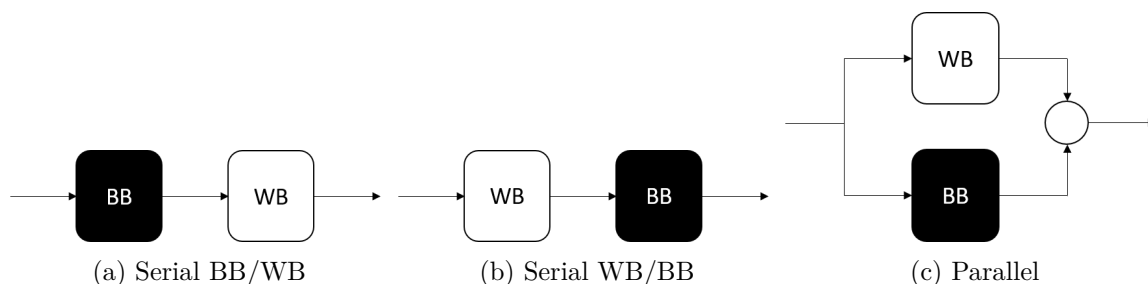 BB
WB
(a) Serial BB/WB
WB
BB
(b) Serial WB/BB
WB
BB
(c) Parallel